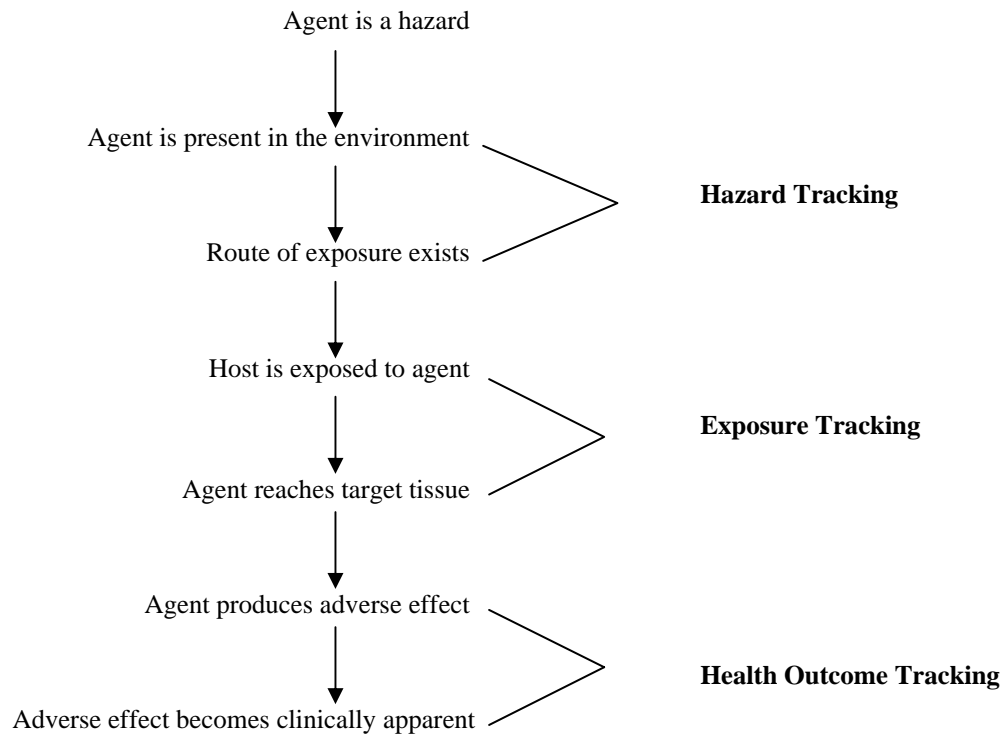 Agent is a hazard
Agent is present in the environment
Hazard Tracking
Route of exposure exists
Host is exposed to agent
Exposure Tracking
Agent reaches target tissue
Agent produces adverse effect
Health Outcome Tracking
Adverse effect becomes clinically apparent